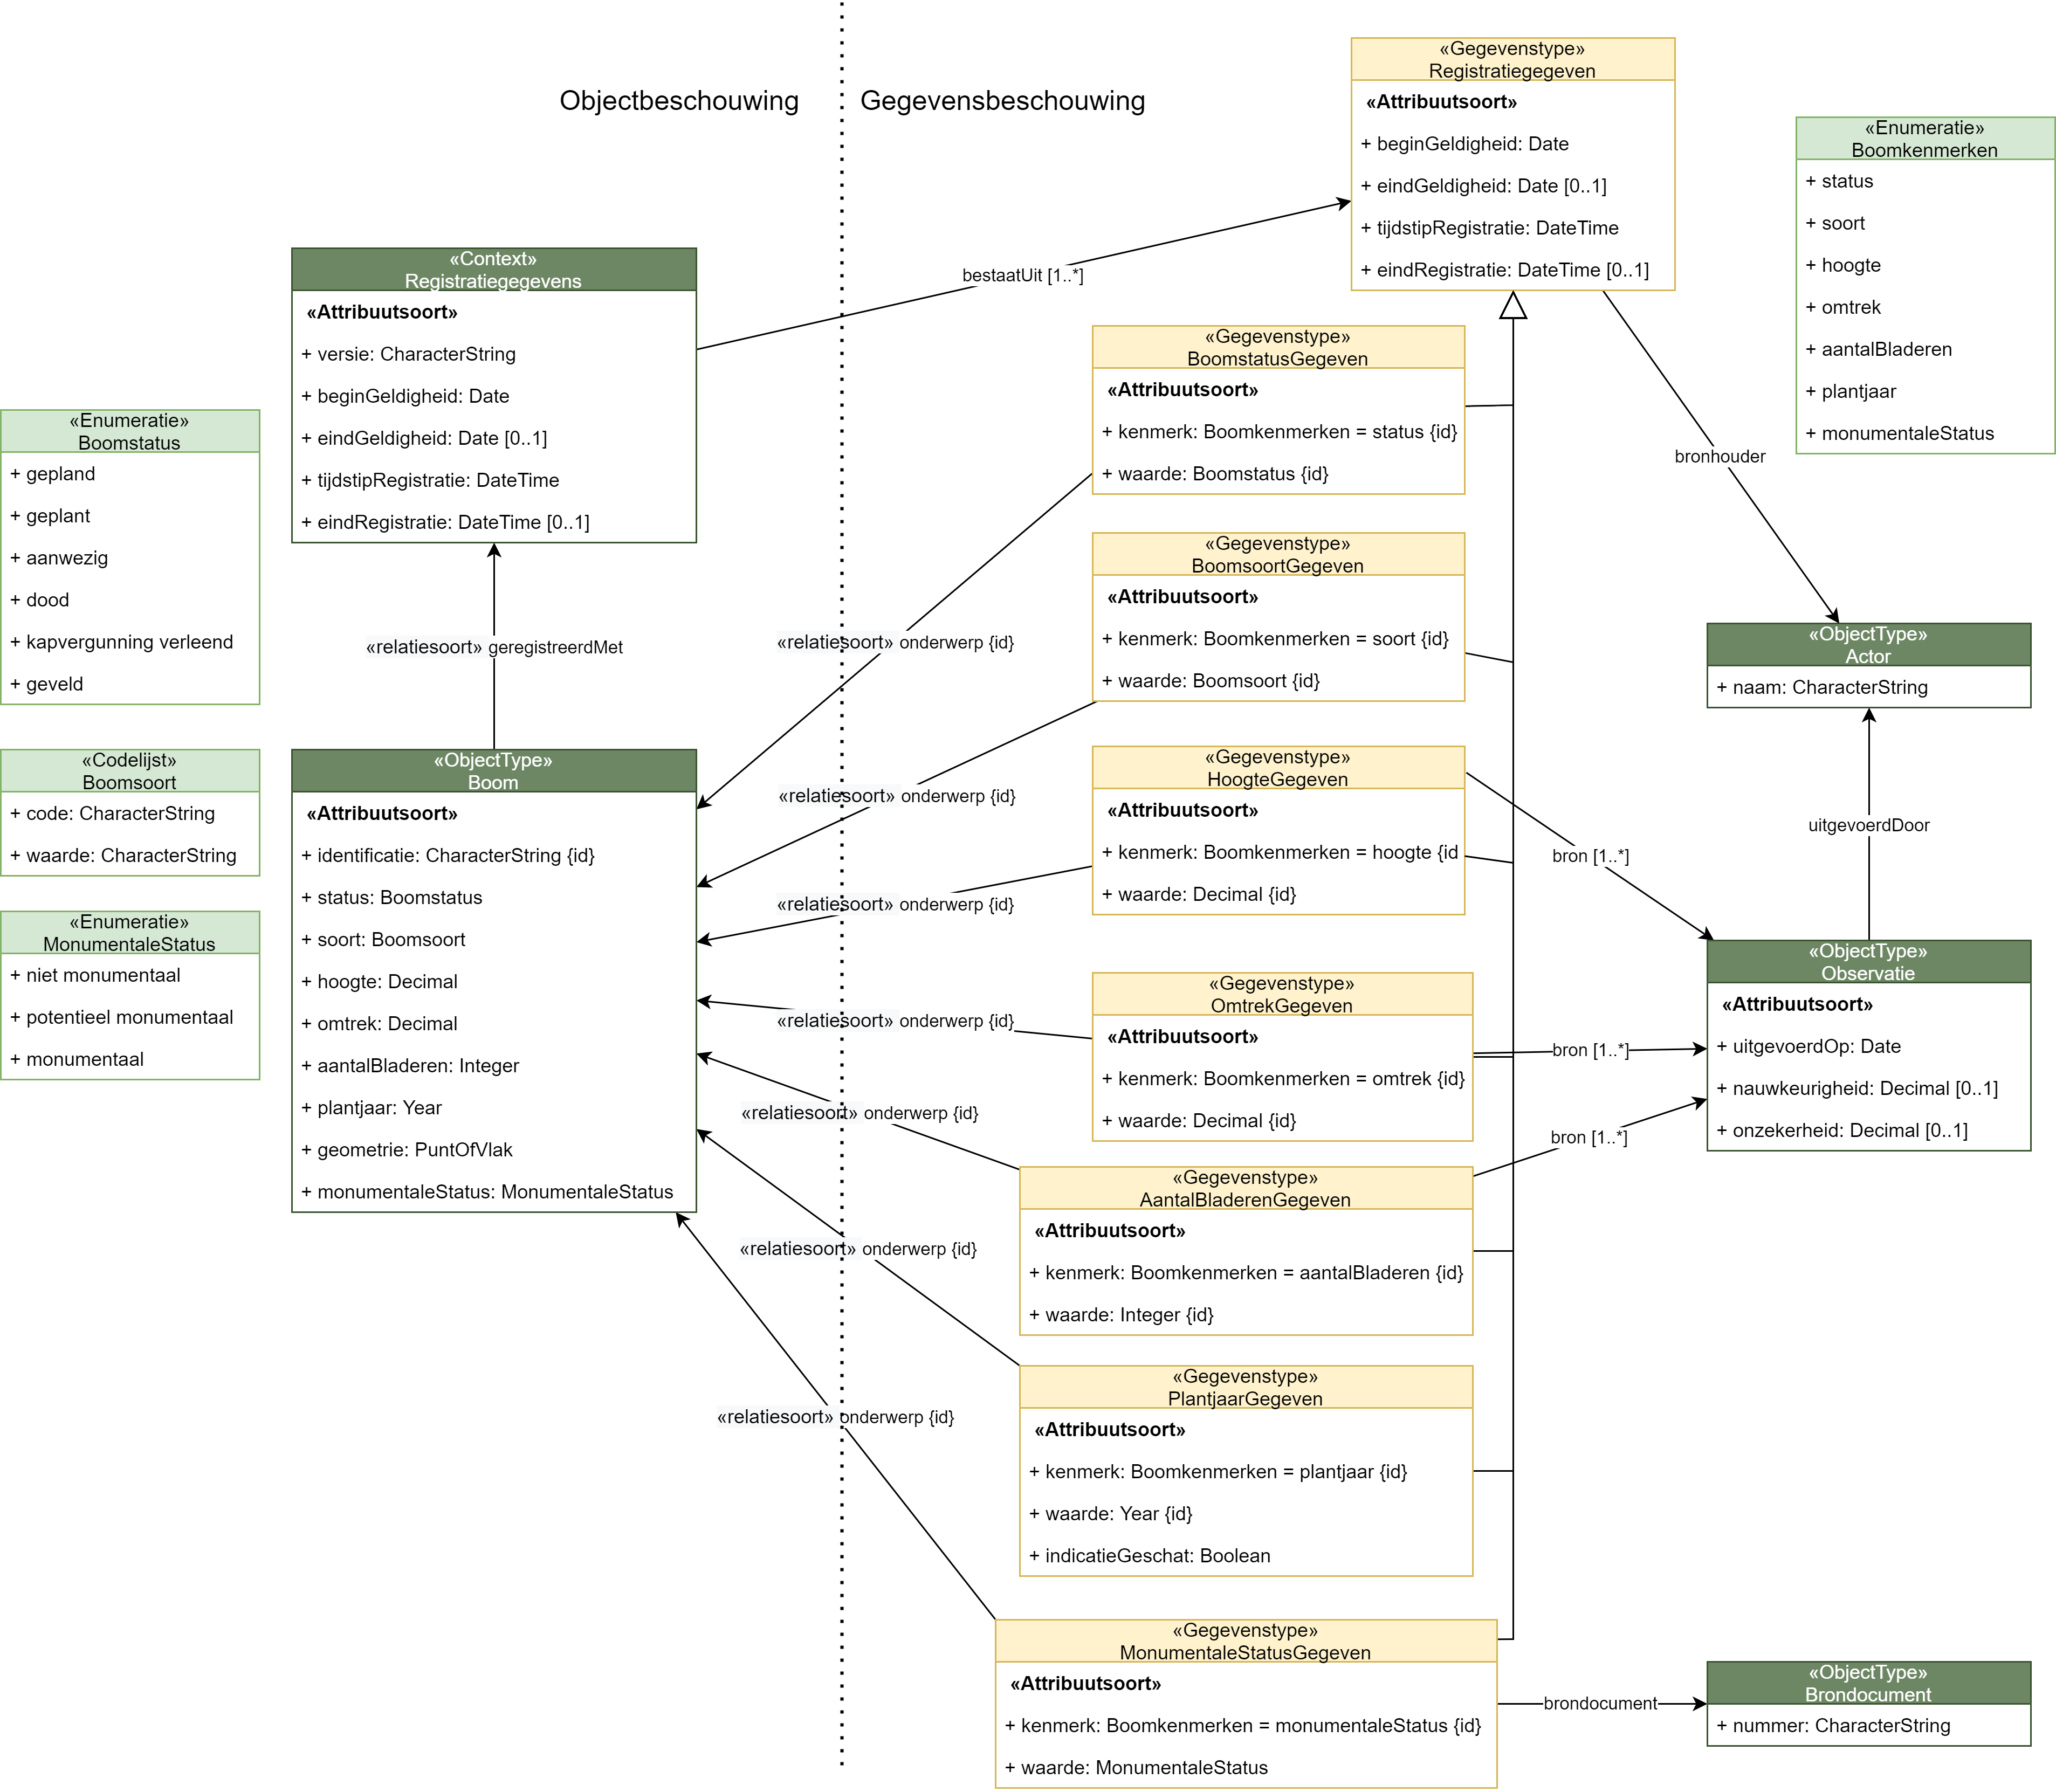 Objectbeschouwing
Gegevensbeschouwing
«Gegevenstype»
Registratiegegeven
«Attribuutsoort»
+ beginGeldigheid: Date
+ eindGeldigheid: Date [0..1]
+ tijdstipRegistratie: DateTime
+ eindRegistratie: DateTime [0..1]
«Enumeratie»
Boomkenmerken
+ status
+ soort
+ hoogte
+ omtrek
+ aantalBladeren
+ plantjaar
+ monumentaleStatus
«Context»
Registratiegegevens
«Attribuutsoort»
+ versie: CharacterString
+ beginGeldigheid: Date
+ eindGeldigheid: Date [0..1]
+ tijdstipRegistratie: DateTime
+ eindRegistratie: DateTime [0..1]
bestaatUit [1..*]
«Gegevenstype»
BoomstatusGegeven
«Attribuutsoort»
+ kenmerk: Boomkenmerken = status {id}
+ waarde: Boomstatus {id}
bronhouder
«Enumeratie»
Boomstatus
+ gepland
+ geplant
+ aanwezig
+ dood
+ kapvergunning verleend
+ geveld
«relatiesoort» geregistreerdMet
«relatiesoort» onderwerp {id}
«Gegevenstype»
BoomsoortGegeven
«Attribuutsoort»
+ kenmerk: Boomkenmerken = soort {id}
+ waarde: Boomsoort {id}
«ObjectType»
Actor
+ naam: CharacterString
«Codelijst»
Boomsoort
+ code: CharacterString
+ waarde: CharacterString
«Enumeratie»
MonumentaleStatus
+ niet monumentaal
+ potentieel monumentaal
+ monumentaal
«ObjectType»
Boom
«Attribuutsoort»
+ identificatie: CharacterString {id}
+ status: Boomstatus
+ soort: Boomsoort
+ hoogte: Decimal
+ omtrek: Decimal
+ aantalBladeren: Integer
+ plantjaar: Year
+ geometrie: PuntOfVlak
+ monumentaleStatus: MonumentaleStatus
«relatiesoort» onderwerp {id}
«Gegevenstype»
HoogteGegeven
«Attribuutsoort»
+ kenmerk: Boomkenmerken = hoogte {id
+ waarde: Decimal {id}
«relatiesoort» onderwerp {id}
bron [1..*]
uitgevoerdDoor
«ObjectType»
Observatie
«Attribuutsoort»
+ uitgevoerdOp: Date
+ nauwkeurigheid: Decimal [0..1]
+ onzekerheid: Decimal [0..1]
«relatiesoort» onderwerp {id}
«Gegevenstype»
OmtrekGegeven
«Attribuutsoort»
+ kenmerk: Boomkenmerken = omtrek {id}
+ waarde: Decimal {id}
bron [1..*]
«relatiesoort» onderwerp {id}
bron [1..*]
«Gegevenstype»
AantalBladerenGegeven
«Attribuutsoort»
+ kenmerk: Boomkenmerken = aantalBladeren {id}
+ waarde: Integer {id}
«relatiesoort» onderwerp {id}
«Gegevenstype»
PlantjaarGegeven
«Attribuutsoort»
+ kenmerk: Boomkenmerken = plantjaar {id}
+ waarde: Year {id}
+ indicatieGeschat: Boolean
«relatiesoort» onderwerp {id}
«Gegevenstype»
MonumentaleStatusGegeven
«Attribuutsoort»
+ kenmerk: Boomkenmerken = monumentaleStatus {id}
+ waarde: MonumentaleStatus
brondocument
«ObjectType»
Brondocument
+ nummer: CharacterString